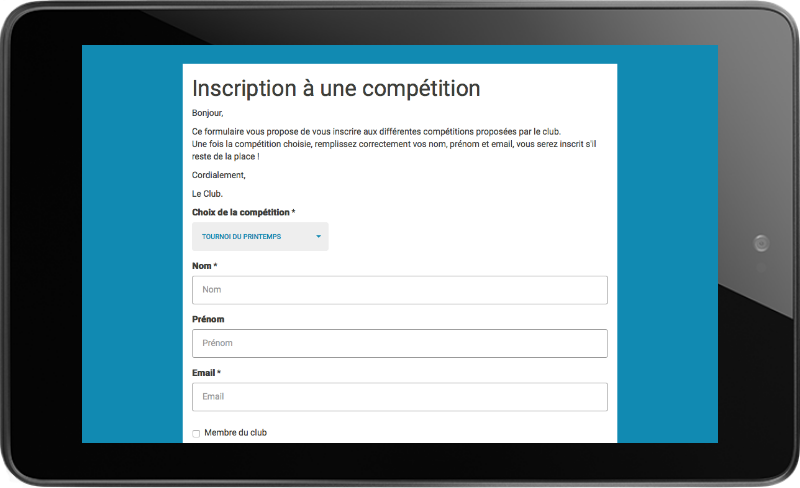 Inscription à une compétition
Bonjour,
Ce formulaire vous propose de vous inscrire aux différentes compétitions proposées par le club.
Une fois la compétition choisie, remplissez correctement vos nom, prénom et email, vous serez inscrit s'il
reste de la place !
Cordialement,
Le Club.
Choix de la compétition *
TOURNOI DU PRINTEMPS
Nom *
Nom
Prénom
Prénom
Email *
Email
Membre du club